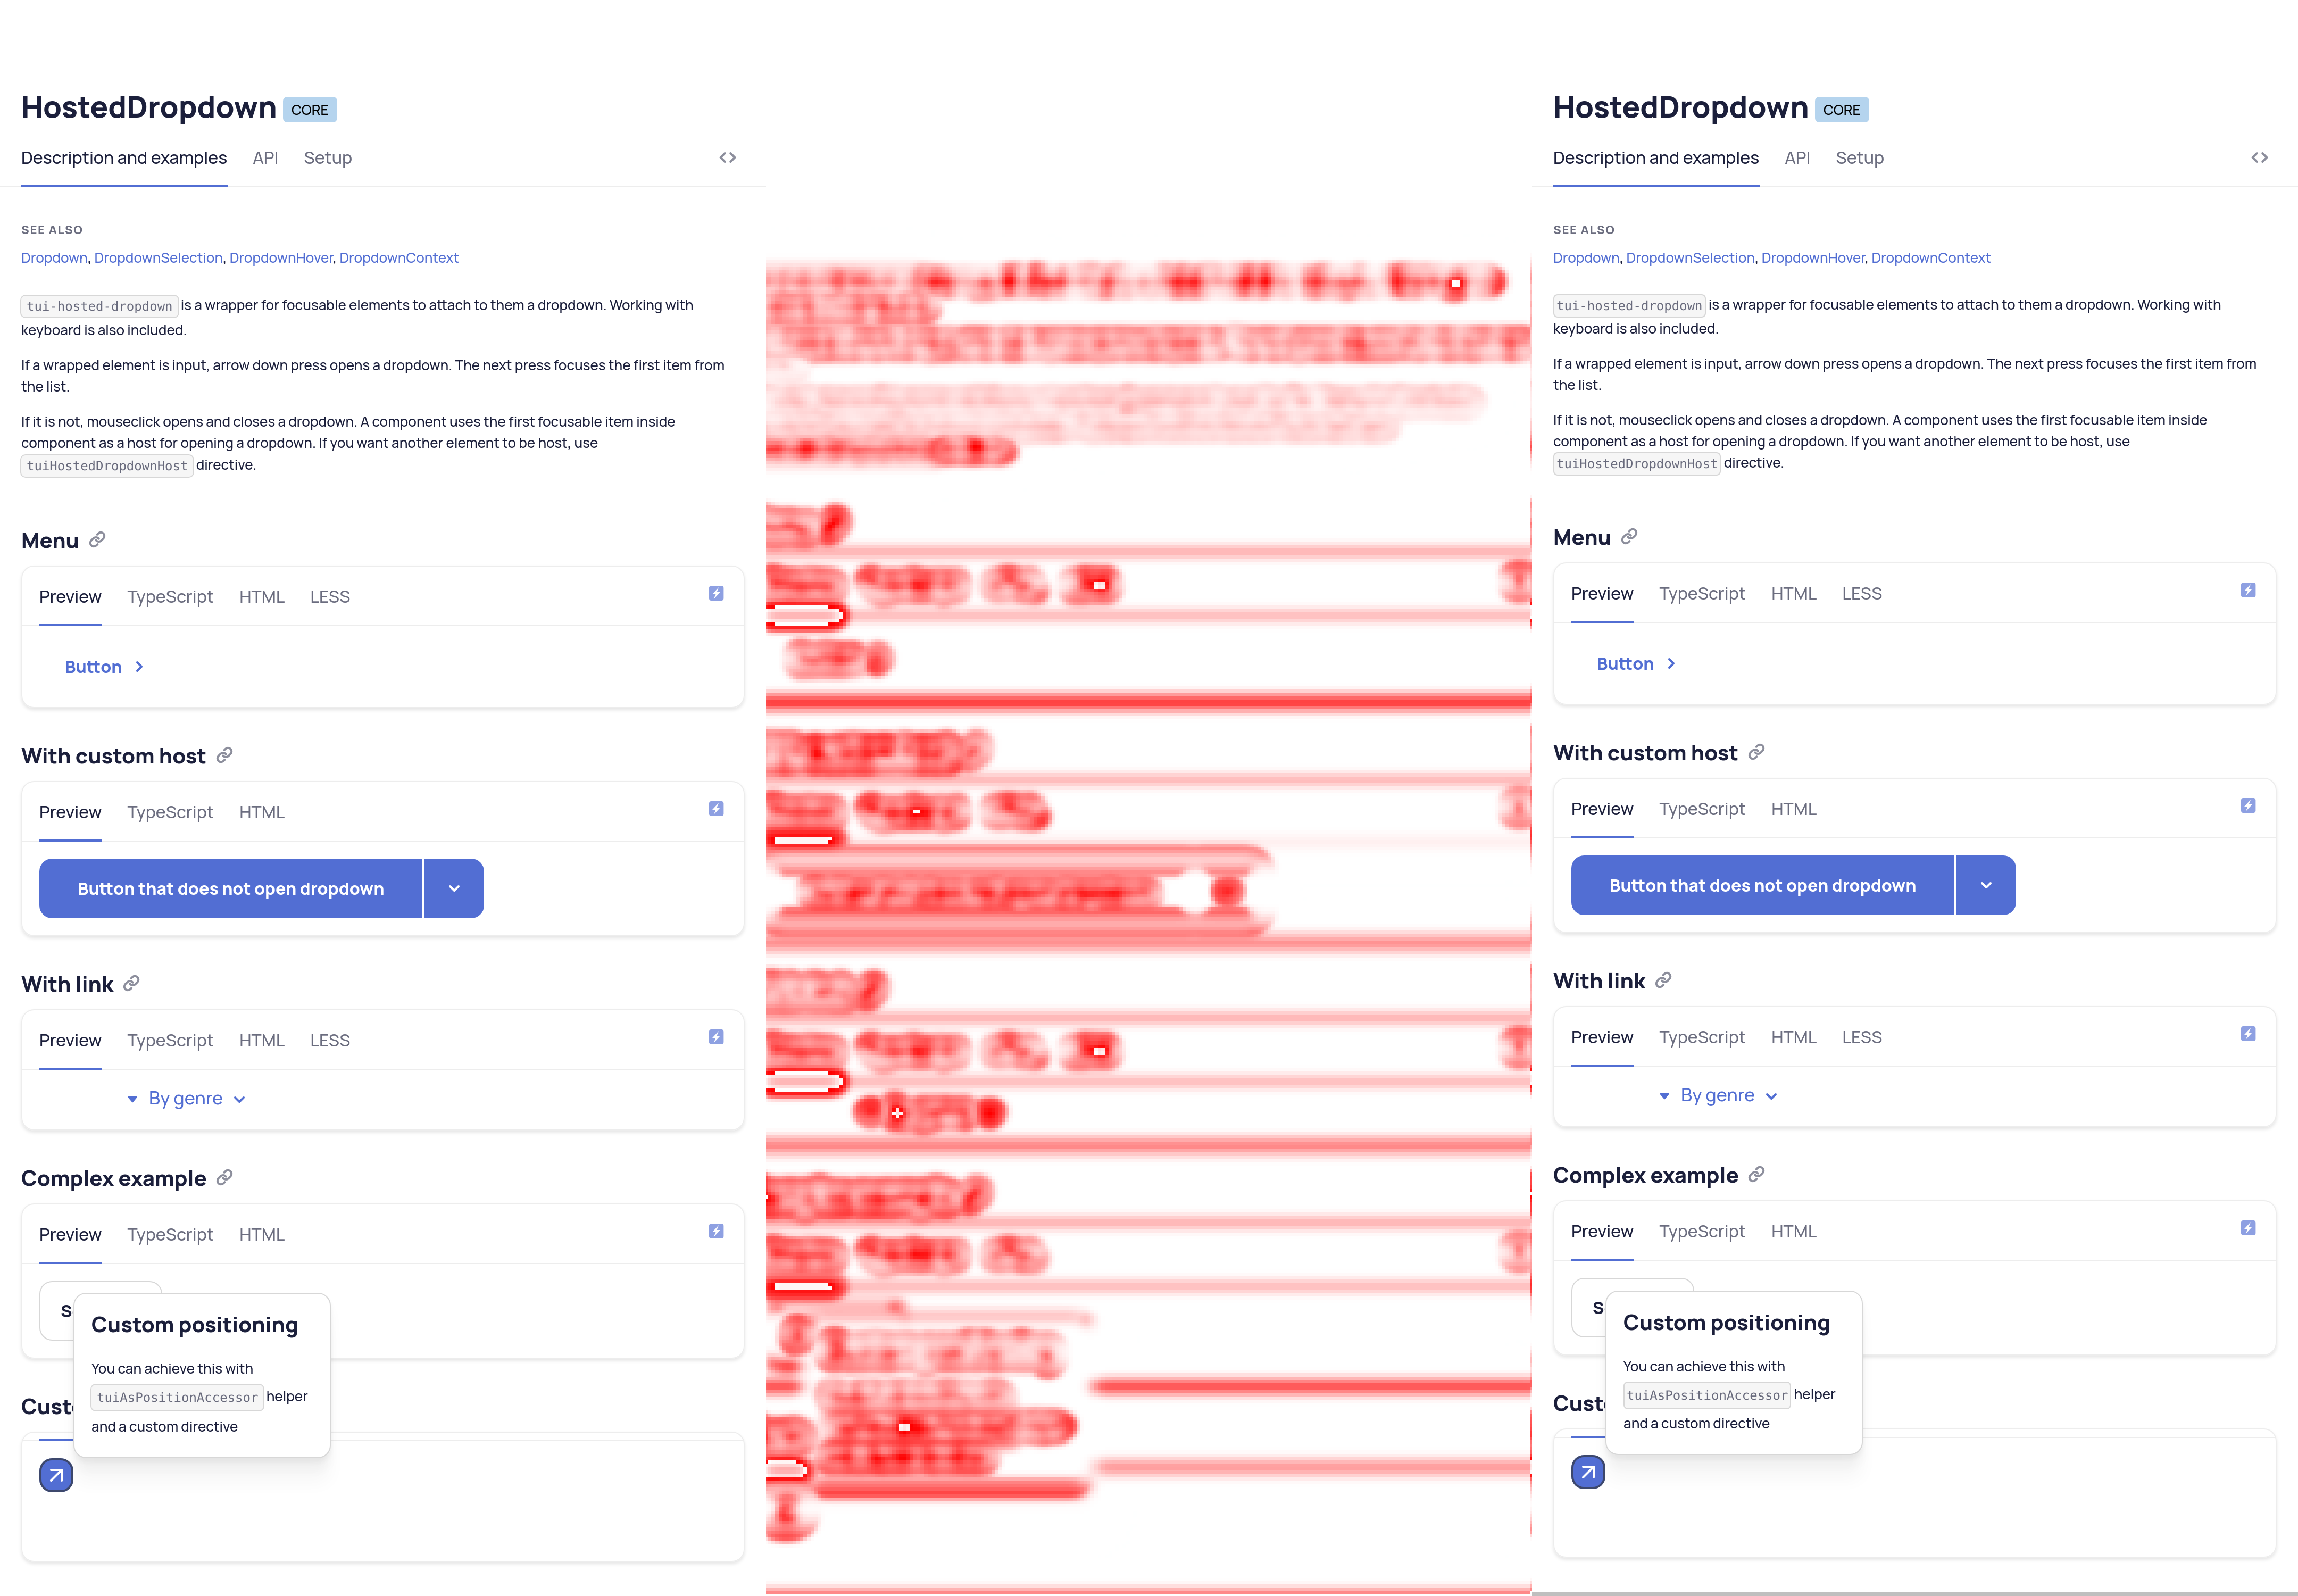 HostedDropdown CORE
Description and examples API Setup
SEE ALSO
Dropdown, DropdownSelection, DropdownHover, DropdownContext
tui-hosted-dropdown is a wrapper for focusable elements to attach to them a dropdown. Working with
keyboard is also included.
If a wrapped element is input, arrow down press opens a dropdown. The next press focuses the first item from
the list.
If it is not, mouseclick opens and closes a dropdown. A component uses the first focusable item inside
component as a host for opening a dropdown. If you want another element to be host, use
tuiHostedDropdownHost directive.
Menu
Preview TypeScript HTML LESS
Button
With custom host
Preview TypeScript HTML
Button that does not open dropdown
With link
Preview TypeScript HTML LESS
By genre
Complex example
Preview TypeScript HTML
Custom positioning
You can achieve this with
tuiAsPositionAccessor helper
and a custom directive
HostedDropdown CORE
Description and examples API Setup
SEE ALSO
Dropdown, DropdownSelection, DropdownHover, DropdownContext
tui-hosted-dropdown is a wrapper for focusable elements to attach to them a dropdown. Working with
keyboard is also included.
If a wrapped element is input, arrow down press opens a dropdown. The next press focuses the first item from
the list.
If it is not, mouseclick opens and closes a dropdown. A component uses the first focusable item inside
component as a host for opening a dropdown. If you want another element to be host, use
tuiHostedDropdownHost directive.
Menu
Preview TypeScript HTML LESS
Button
With custom host
Preview TypeScript HTML
Button that does not open dropdown
With link
Preview TypeScript HTML LESS
By genre
Complex example
Preview TypeScript HTML
Custom positioning
You can achieve this with
tuiAsPositionAccessor helper
and a custom directive